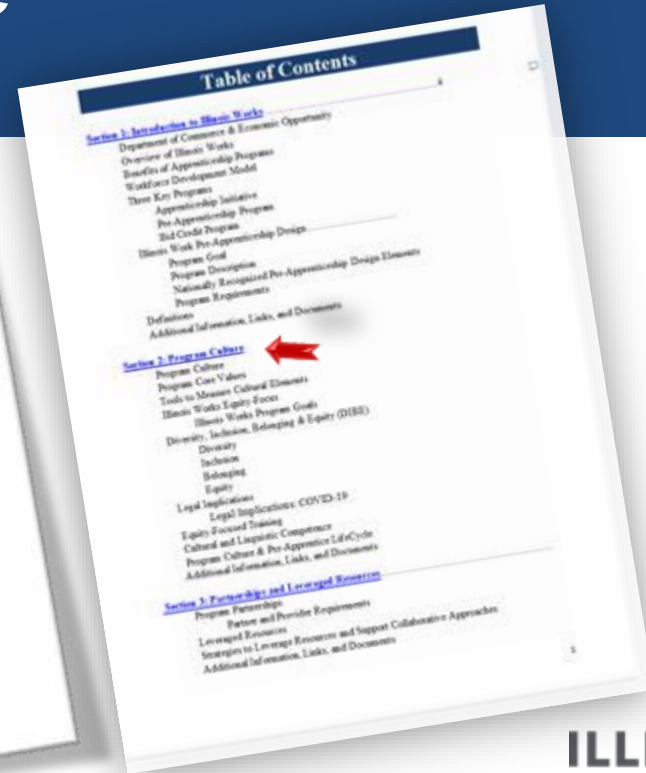 Table of Contents
Section 1: Introduction to Illinois Works 4
Department of Commerce & Economic Opportunity
Overview of Illinois Works
Benefits of Apprenticeship Programs
Workforce Development Model
Three Key Programs
Apprenticeship Initiative
Pre-Apprenticeship Program
Bid Credit Program
Illinois Work Pre-Apprenticeship Design
Program Goal
Program Description
Nationally Recognized Pre-Apprenticeship Design Elements
Program Requirements
Definitions
Additional Information, Links, and Documents
Section 2: Program Culture
Program Culture
Program Core Values
Tools to Measure Cultural Elements
Illinois Works Equity-Focus
Illinois Works Program Goals
Diversity, Inclusion, Belonging & Equity (DIBE)
Diversity
Inclusion
Belonging
Equity
Legal Implications
Legal Implications: COVID-19
Equity-Focused Training
Cultural and Linguistic Competence
Program Culture & Pre-Apprentice LifeCycle
Additional Information, Links, and Documents
Section 3: Partnerships and Leveraged Resources
Program Partnerships
Partner and Provider Requirements
Leveraged Resources
Strategies to Leverage Resources and Support Collaborative Approaches
Additional Information, Links, and Documents
ILLI